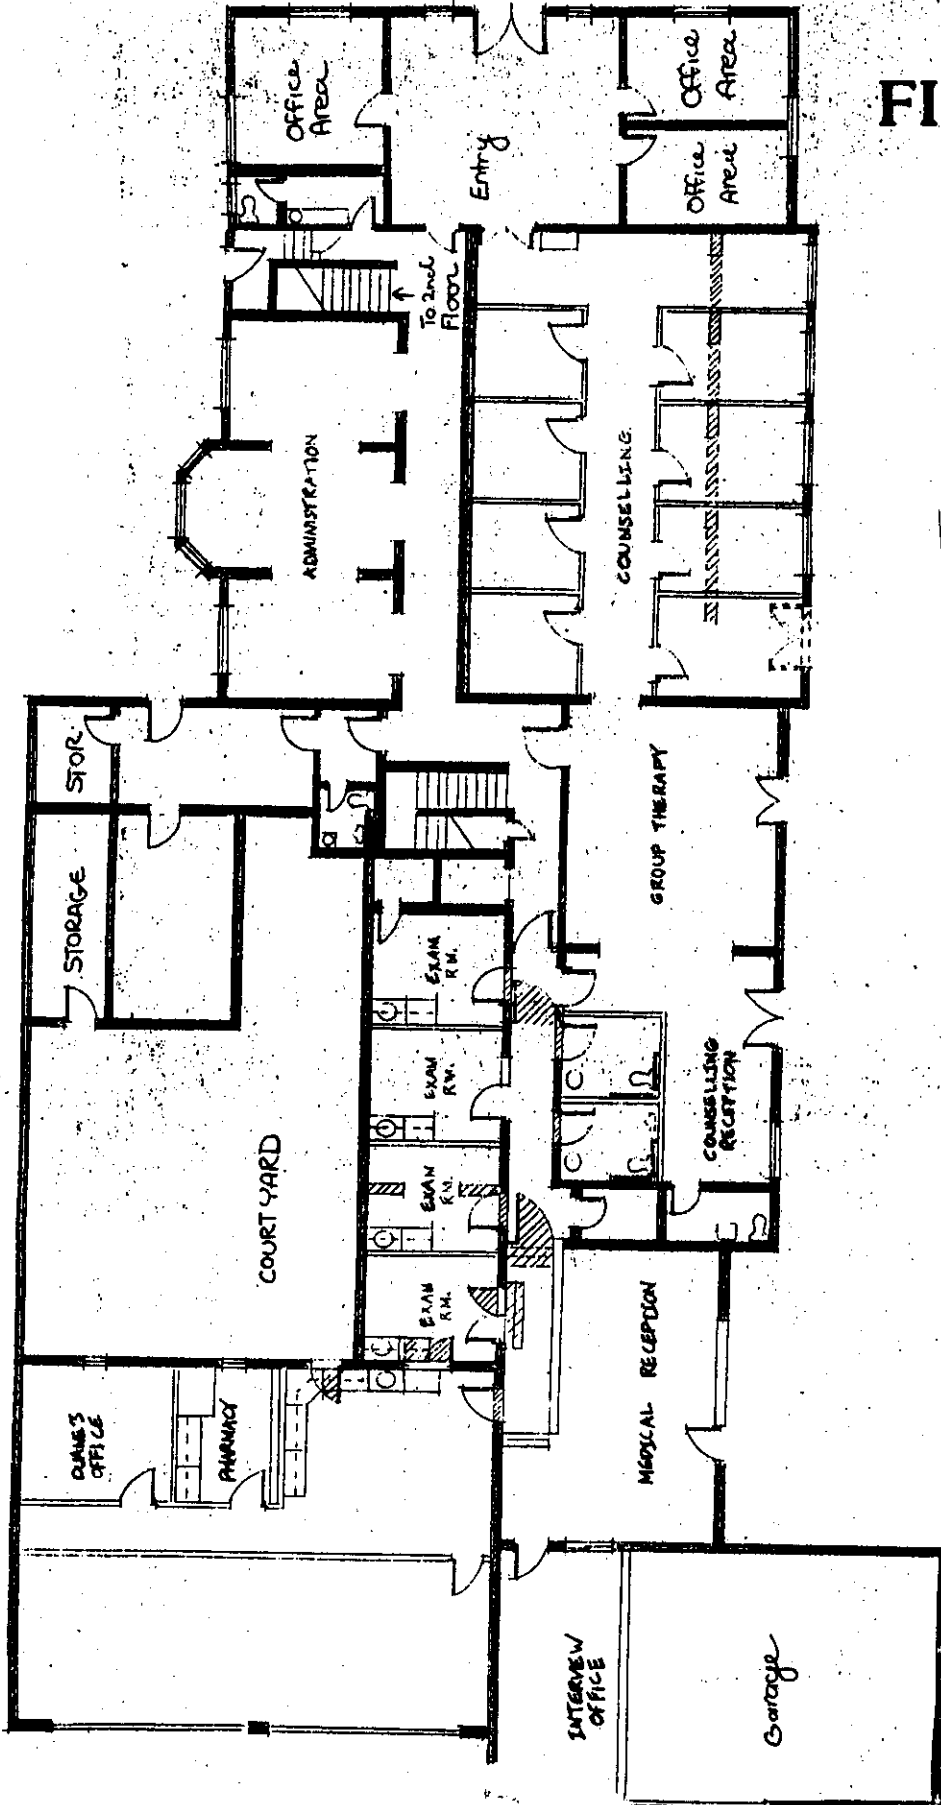 FI
Office
Area
Office
Area
Office
Area
Entry
To 2nd
Floor
ADMINISTRATION
COUNSELLING
STOR.
STORAGE
GROUP THERAPY
EXAM
RM.
EXAM
RM.
EXAM
RM.
EXAM
RM.
COURTYARD
COUNSELLING
RECEPTION
MEDICAL RECEPTION
OFFICE
PHARMACY
INTERVIEW
OFFICE
Garage